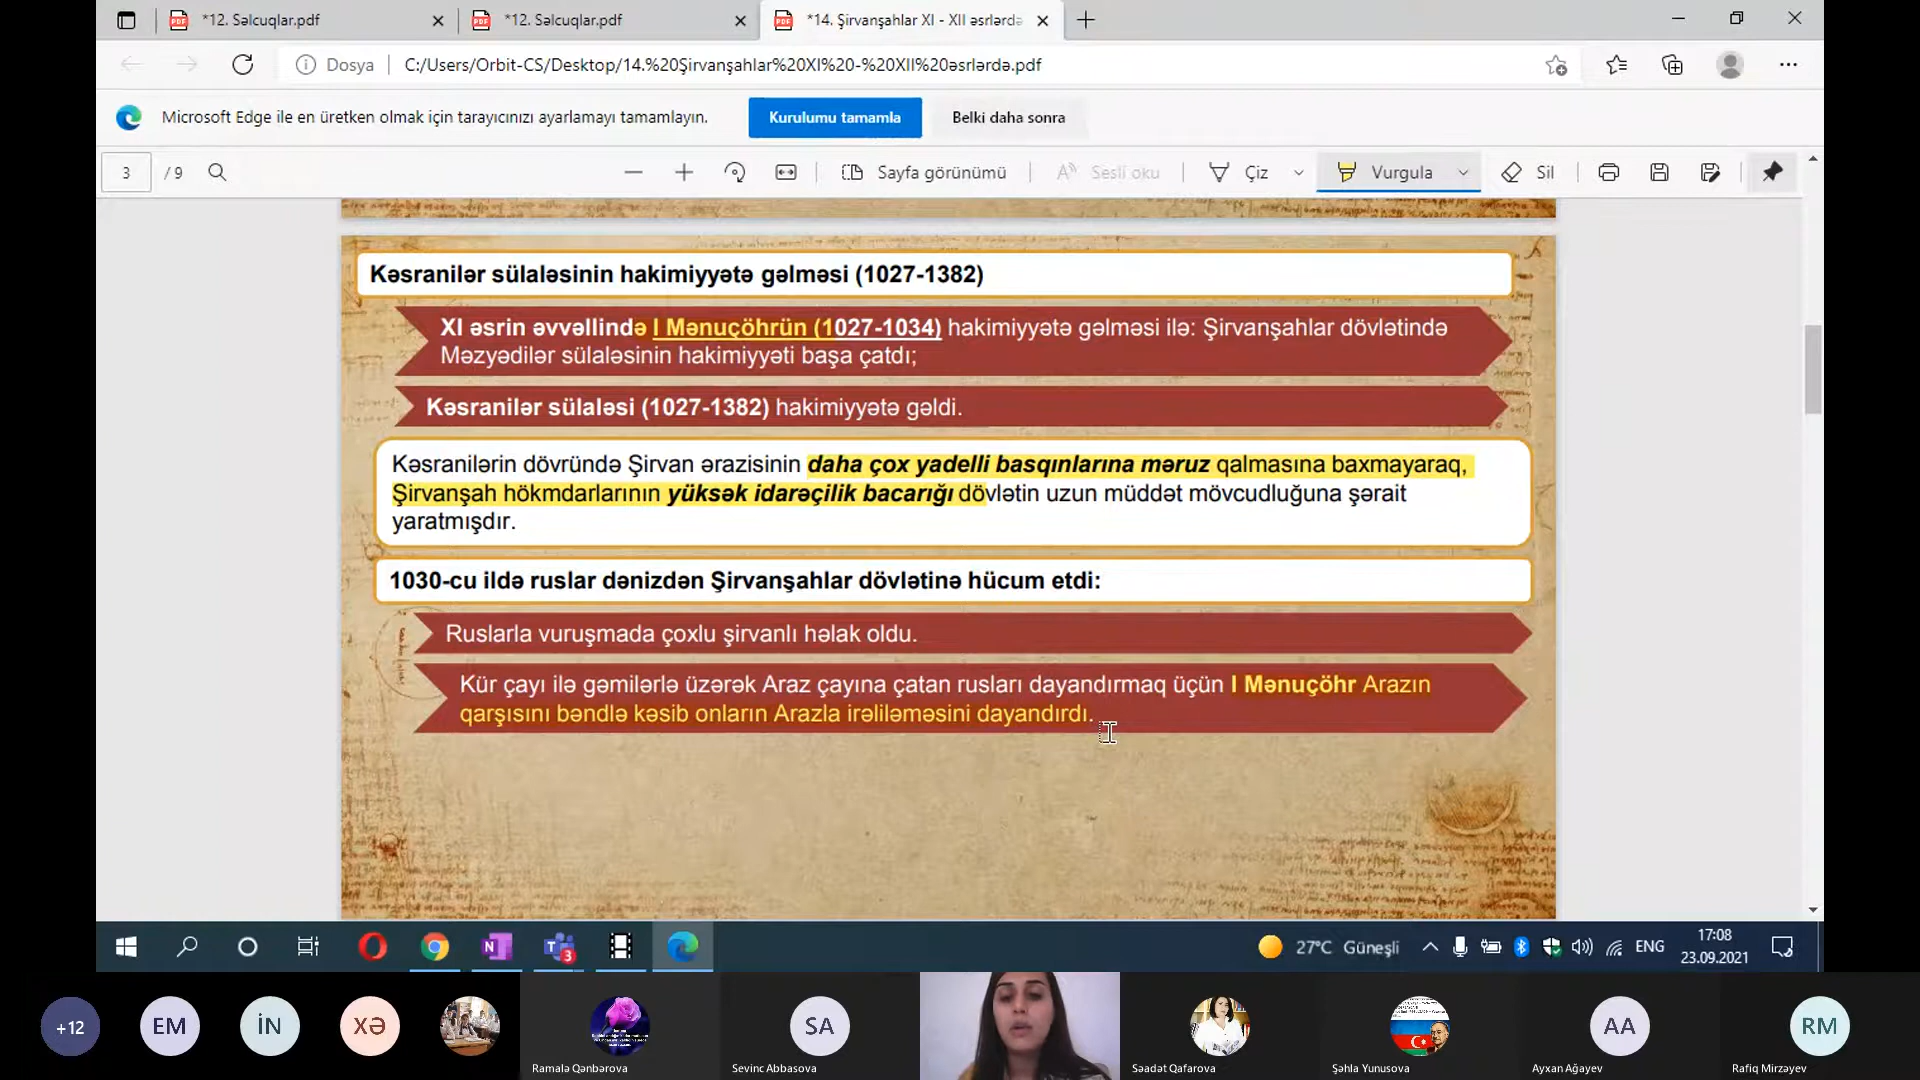 *12. Səlcuqlar.pdf
*12. Səlcuqlar.pdf
*14. Şirvanşahlar XI - XII əsrlərdə
Dosya
C:/Users/Orbit-CS/Desktop/14.%20Şirvanşahlar%20XI%20-%20XII%20əsrlərdə.pdf
Microsoft Edge ile en üretken olmak için tarayıcınızı ayarlamayı tamamlayın.
Kurulumu tamamla
Belki daha sonra
3 / 9
Sayfa görünümü
Sesli oku
Çiz
Vurgula
Sil
Kəsranilər sülaləsinin hakimiyyətə gəlməsi (1027-1382)
XI əsrin əvvəllində I Mənuçöhrün (1027-1034) hakimiyyətə gəlməsi ilə: Şirvanşahlar dövlətində
Məzyədilər sülaləsinin hakimiyyəti başa çatdı;
Kəsranilər sülaləsi (1027-1382) hakimiyyətə gəldi.
Kəsranilərin dövründə Şirvan ərazisinin daha çox yadelli basqınlarına məruz qalmasına baxmayaraq,
Şirvanşah hökmdarlarının yüksək idarəçilik bacarığı dövlətin uzun müddət mövcudluğuna şərait
yaratmışdır.
1030-cu ildə ruslar dənizdən Şirvanşahlar dövlətinə hücum etdi:
Ruslarla vuruşmada çoxlu şirvanlı həlak oldu.
Kür çayı ilə gəmilərlə üzərək Araz çayına çatan rusları dayandırmaq üçün I Mənuçöhr Arazın
qarşısını bəndlə kəsib onların Arazla irəliləməsini dayandırdı.
27°C Güneşli
ENG
17:08
23.09.2021
3
+12
EM
İN
XƏ
SA
AA
RM
Ramalə Qənbərova
Sevinc Abbasova
Səadət Qafarova
Şəhla Yunusova
Ayxan Ağayev
Rafiq Mirzəyev